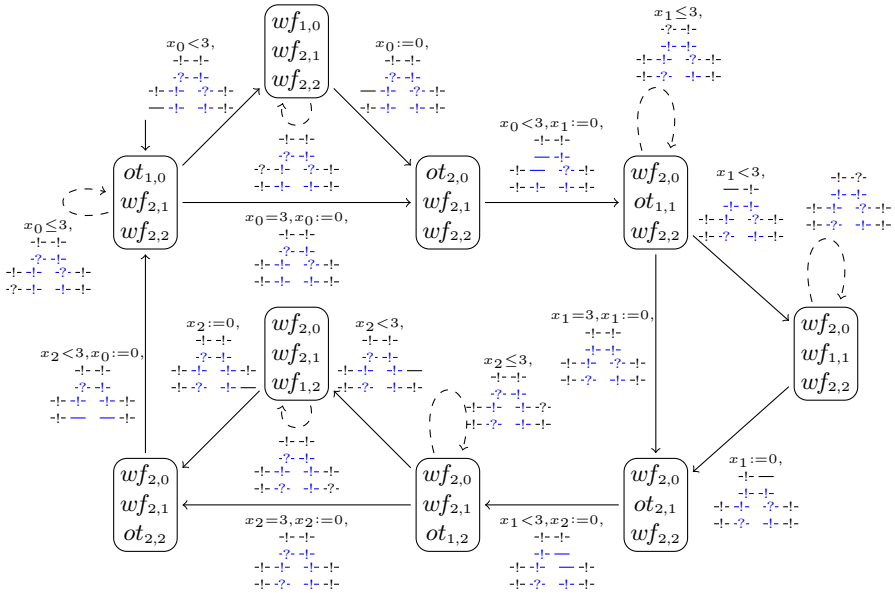 x0<3,
-!- -!-
-?- -!-
-!- -!- -?- -!-
— -!- -!- -!-
wf1,0
wf2,1
wf2,2
x0:=0,
-!- -!-
-?- -!-
— -!- -?- -!-
-!- -!- -!- -!-
x1≤3,
-?- -!-
-!- -!-
-!- -!- -?- -!-
-!- -?- -!- -!-
-!- -!-
-?- -!-
-?- -!- -?- -!-
-!- -!- -!- -!-
x0<3,x1:=0,
-!- -!-
— -!-
-!- — -?- -!-
-!- -!- -!- -!-
ot1,0
wf2,1
wf2,2
ot2,0
wf2,1
wf2,2
wf2,0
ot1,1
wf2,2
x1<3,
— -!-
-!- -!-
-!- -!- -?- -!-
-!- -?- -!- -!-
-!- -?-
-!- -!-
-!- -!- -?- -!-
-!- -?- -!- -!-
x0≤3,
-!- -!-
-?- -!-
-!- -!- -?- -!-
-?- -!- -!- -!-
x0=3,x0:=0,
-!- -!-
-?- -!-
-!- -!- -?- -!-
-!- -!- -!- -!-
x1=3,x1:=0,
-!- -!-
-!- -!-
-!- -!- -?- -!-
-!- -?- -!- -!-
wf2,0
wf1,1
wf2,2
x2<3,x0:=0,
-!- -!-
-?- -!-
-!- -!- -!- -!-
-!- — — -!-
x2:=0,
-!- -!-
-?- -!-
-!- -!- -!- -!-
-!- -?- -!- —
wf2,0
wf2,1
wf1,2
x2<3,
-!- -!-
-?- -!-
-!- -!- -!- —
-!- -?- -!- -!-
x2≤3,
-!- -!-
-?- -!-
-!- -!- -!- -?-
-!- -?- -!- -!-
-!- -!-
-?- -!-
-!- -!- -!- -!-
-!- -?- -!- -?-
wf2,0
wf2,1
ot2,2
wf2,0
wf2,1
ot1,2
wf2,0
ot2,1
wf2,2
x1:=0,
-!- —
-!- -!-
-!- -!- -?- -!-
-!- -?- -!- -!-
x2=3,x2:=0,
-!- -!-
-?- -!-
-!- -!- -!- -!-
-!- -?- -!- -!-
x1<3,x2:=0,
-!- -!-
-!- —
-!- -!- — -!-
-!- -?- -!- -!-